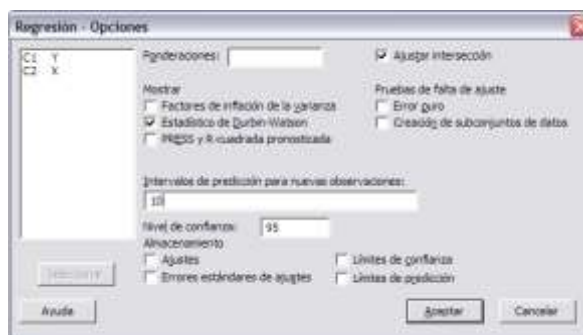 Regresión - Opciones
C1 Y
C2 X
Ponderaciones:
Ajustar intersección
Mostrar
Factores de inflación de la varianza
Estadístico de Durbin-Watson
PRESS y R-cuadrada pronosticada
Pruebas de falta de ajuste
Error puro
Creación de subconjuntos de datos
Intervalos de predicción para nuevas observaciones:
10
Nivel de confianza: 95
Almacenamiento
Ajustes
Errores estándares de ajustes
Límites de confianza
Límites de predicción
Seleccionar
Ayuda
Aceptar
Cancelar